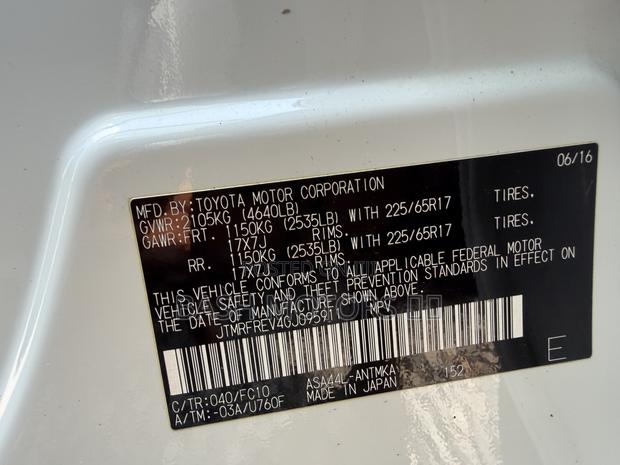 06/16
MFD.BY:TOYOTA MOTOR CORPORATION
GVWR:2105KG (4640LB)
GAWR:FRT. 1150KG (2535LB) WITH 225/65R17 TIRES.
17X7J RIMS.
RR. 1150KG (2535LB) WITH 225/65R17 TIRES.
17X7J RIMS.
THIS VEHICLE CONFORMS TO ALL APPLICABLE FEDERAL MOTOR
VEHICLE SAFETY AND THEFT PREVENTION STANDARDS IN EFFECT ON
THE DATE OF MANUFACTURE SHOWN ABOVE.
MPV
C/TR:040/FC10 ASA44L-ANTMKA 152 E
A/TM:-03A/U760F MADE IN JAPAN